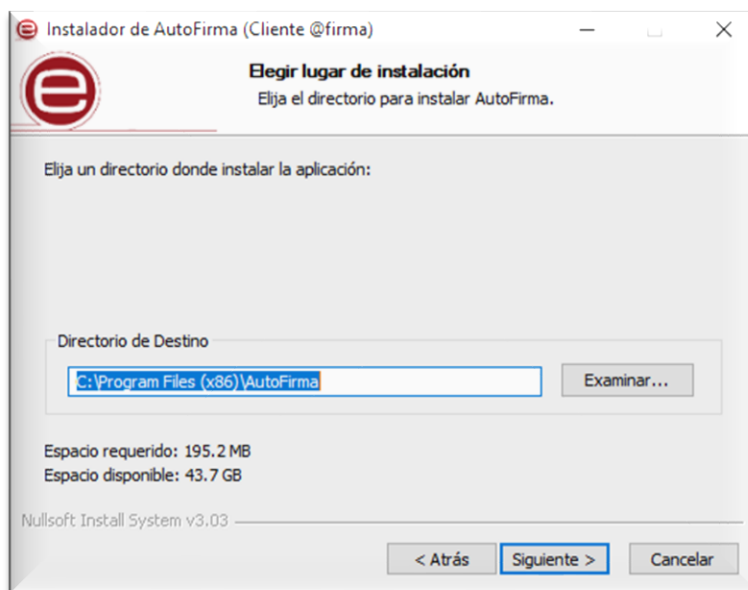 Instalador de AutoFirma (Cliente @firma)
Elegir lugar de instalación
Elija el directorio para instalar AutoFirma.
Elija un directorio donde instalar la aplicación:
Directorio de Destino
C:\Program Files (x86)\AutoFirma
Examinar...
Espacio requerido: 195.2 MB
Espacio disponible: 43.7 GB
Nullsoft Install System v3.03
< Atrás
Siguiente >
Cancelar